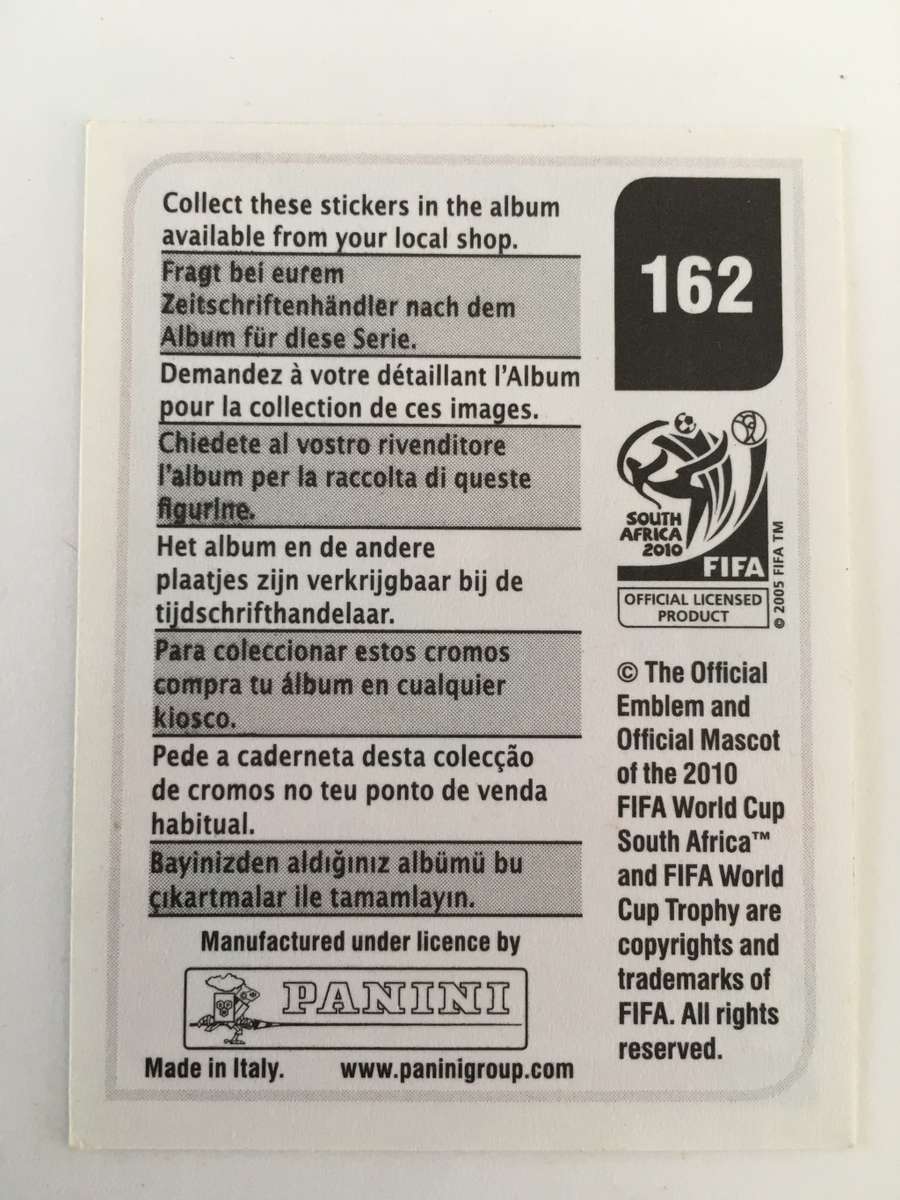 Collect these stickers in the album
available from your local shop.
Fragt bei eurem
Zeitschriftenhändler nach dem
Album für diese Serie.
Demandez à votre détaillant l'Album
pour la collection de ces images.
Chiedete al vostro rivenditore
l'album per la raccolta di queste
figurine.
Het album en de andere
plaatjes zijn verkrijgbaar bij de
tijdschrifthandelaar.
Para coleccionar estos cromos
compra tu álbum en cualquier
kiosco.
Pede a caderneta desta colecção
de cromos no teu ponto de venda
habitual.
Bayinizden aldığınız albümü bu
çıkartmalar ile tamamlayın.
Manufactured under licence by
PANINI
Made in Italy. www.paninigroup.com
162
SOUTH
AFRICA
2010
FIFA
OFFICIAL LICENSED
PRODUCT
© 2005 FIFA TM
© The Official
Emblem and
Official Mascot
of the 2010
FIFA World Cup
South Africa™
and FIFA World
Cup Trophy are
copyrights and
trademarks of
FIFA. All rights
reserved.